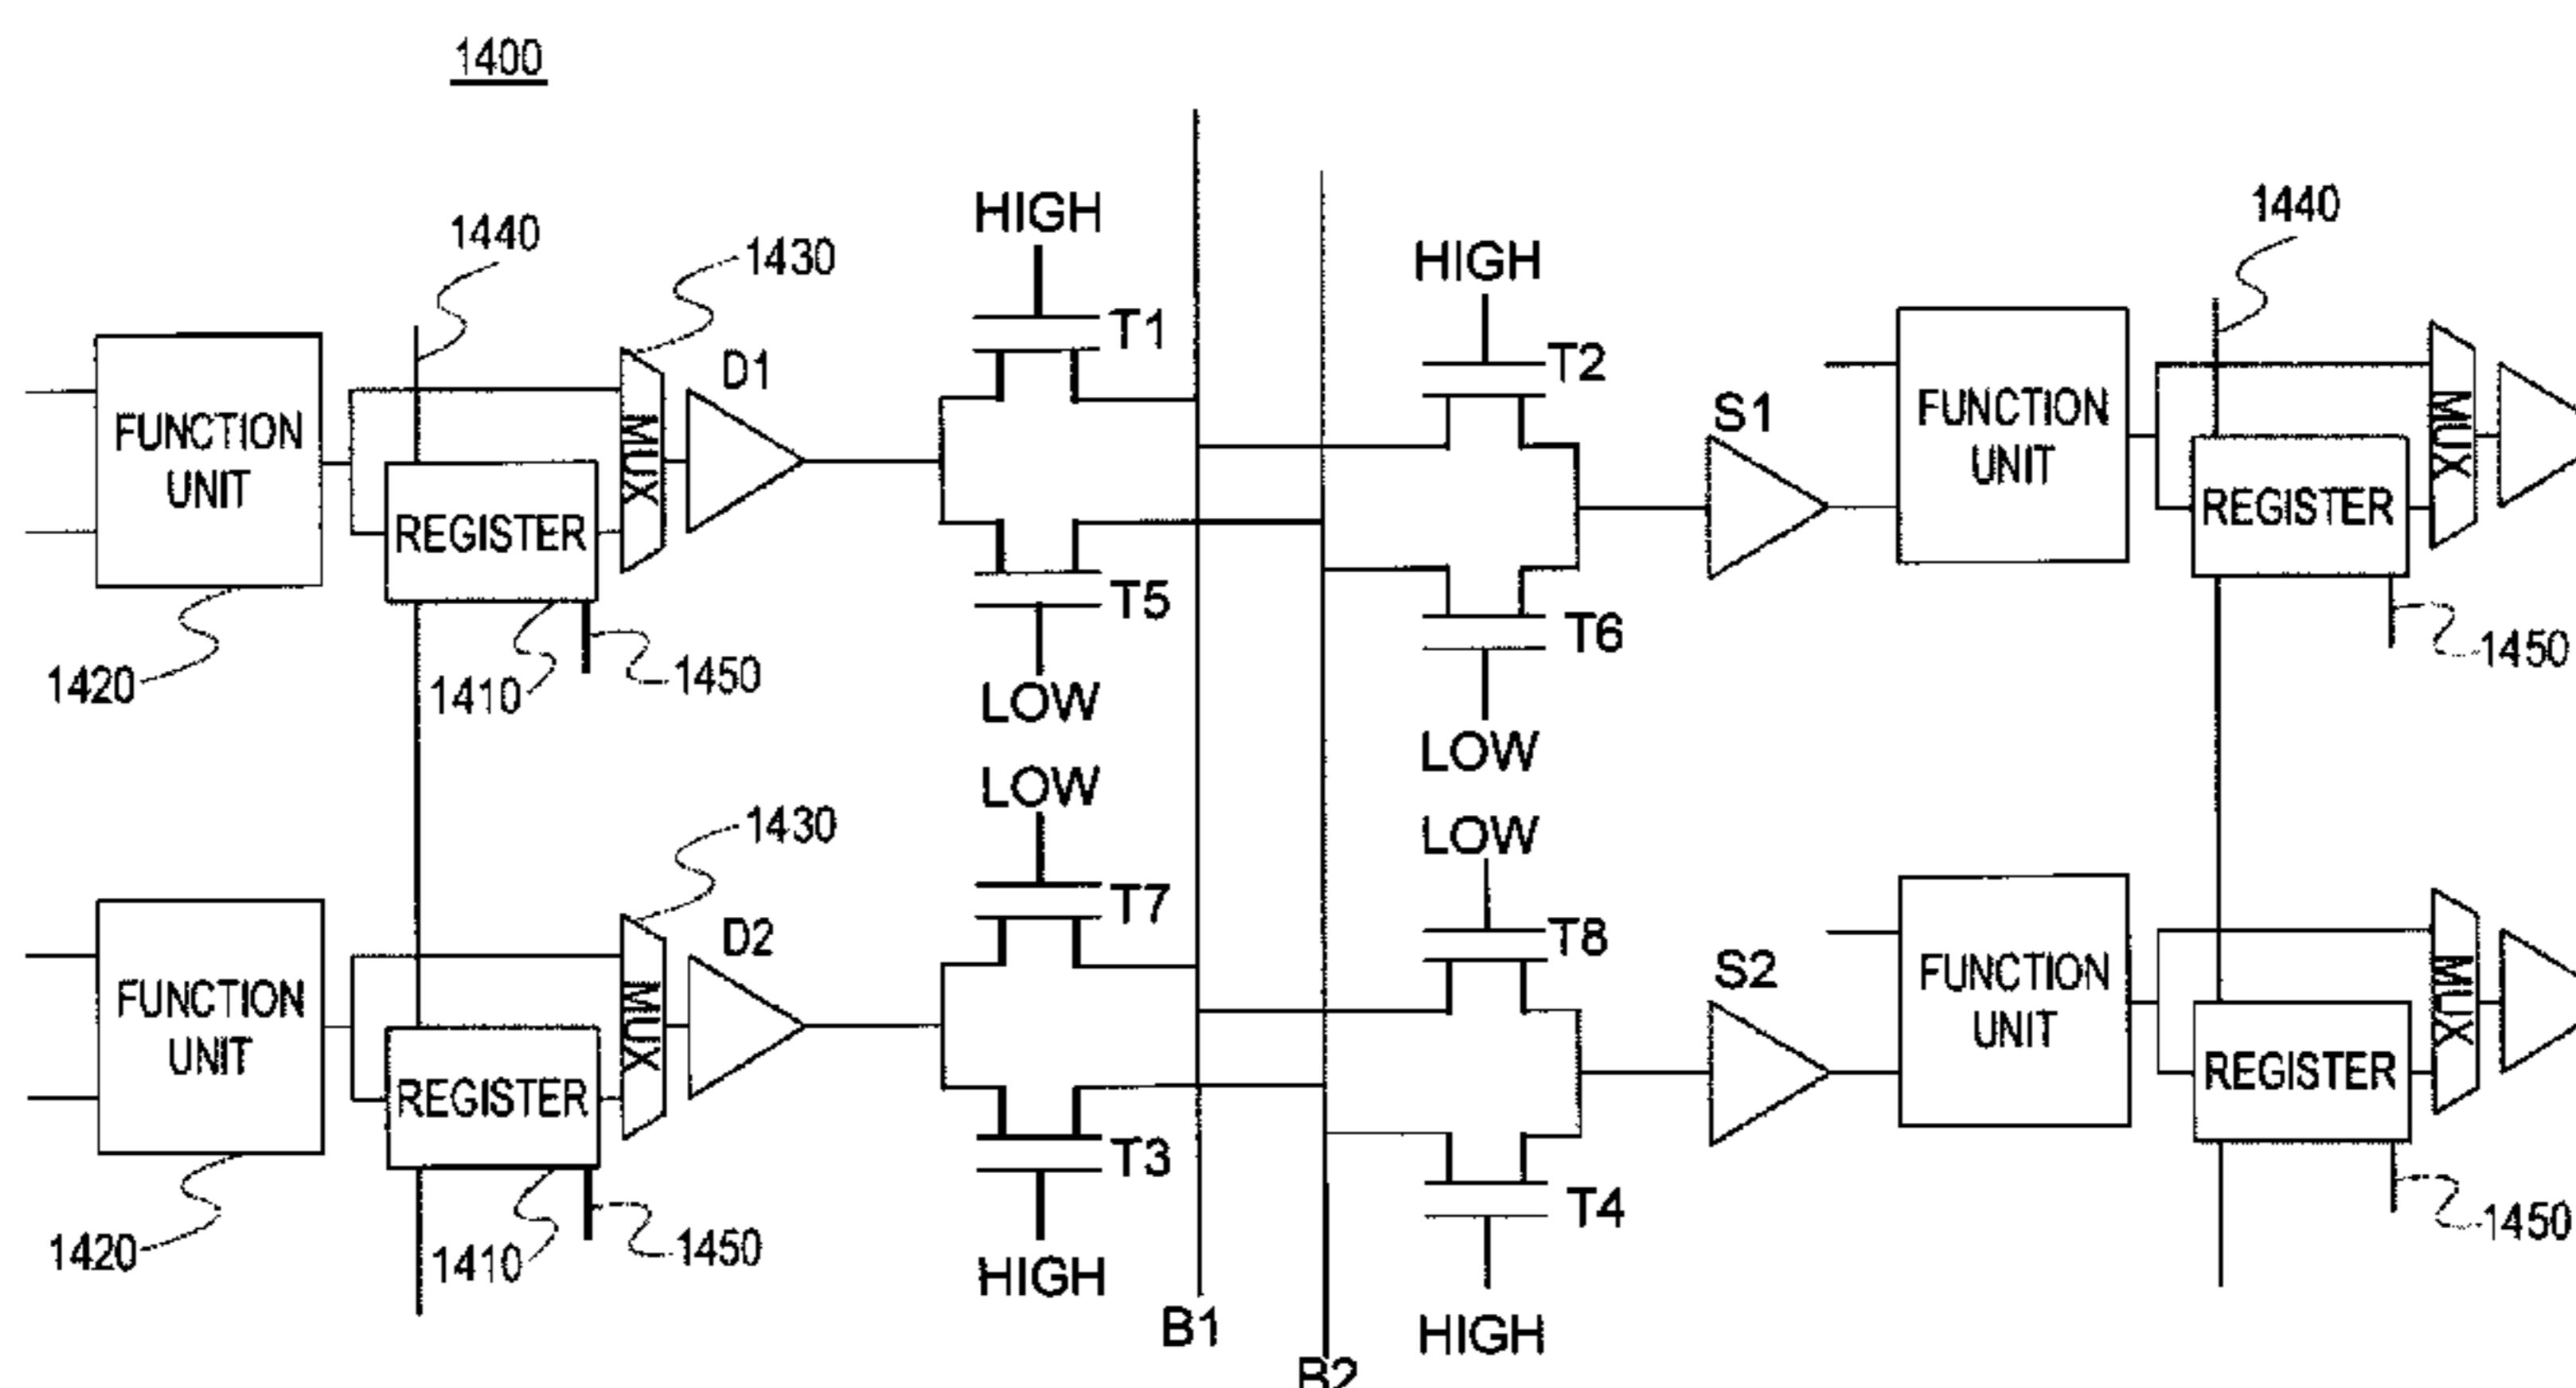 1400
1440
1430
HIGH
T1
HIGH
T2
1440
D1
S1
FUNCTION
UNIT
REGISTER
MUX
T5
LOW
T6
LOW
FUNCTION
UNIT
REGISTER
MUX
1420
1410
1450
1450
LOW
T7
LOW
T8
1430
D2
S2
FUNCTION
UNIT
REGISTER
MUX
T3
HIGH
T4
HIGH
FUNCTION
UNIT
REGISTER
MUX
1420
1410
1450
1450
B1
B2